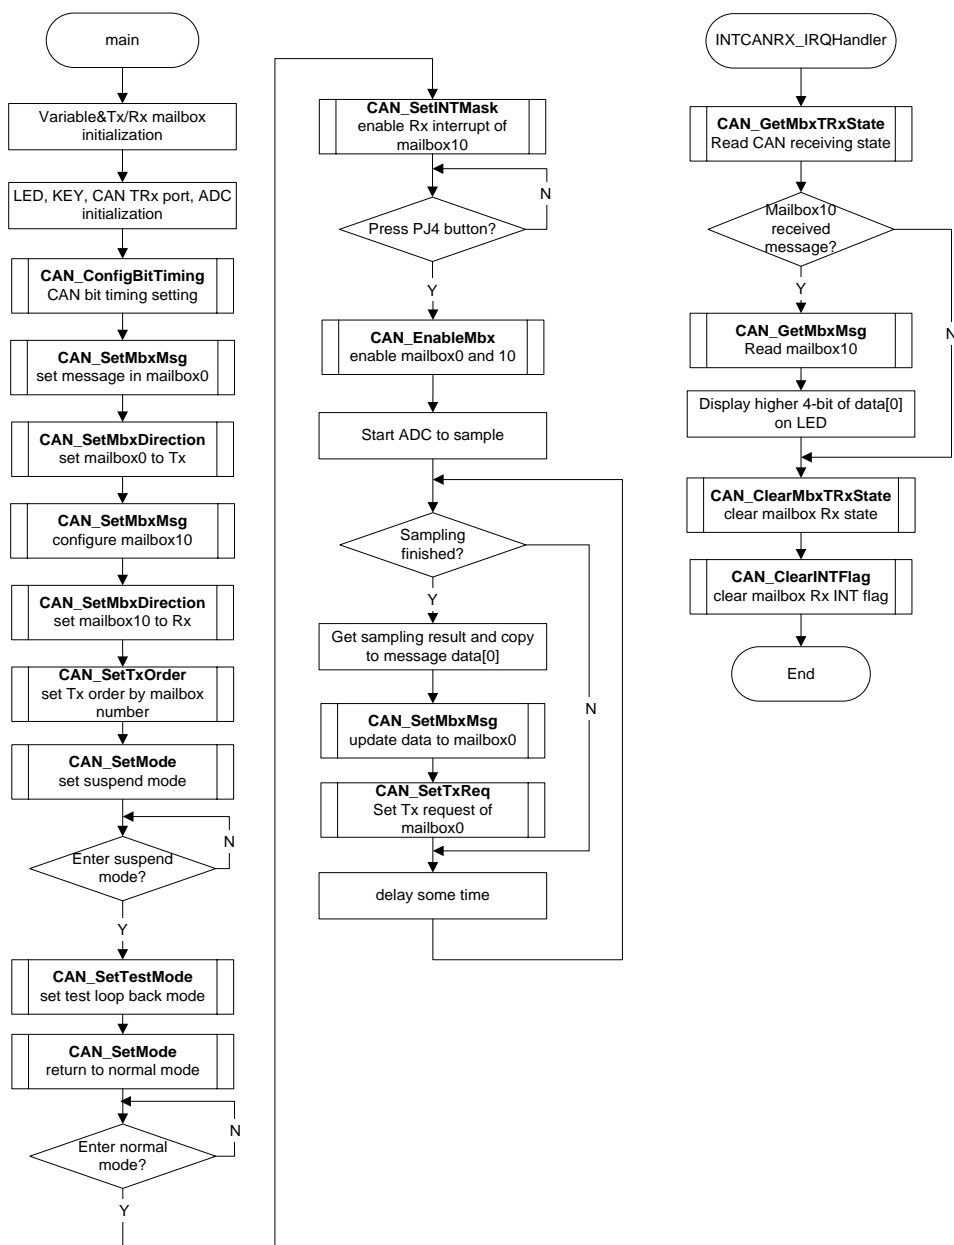 main
Variable&Tx/Rx mailbox
initialization
LED, KEY, CAN TRx port, ADC
initialization
CAN_ConfigBitTiming
CAN bit timing setting
CAN_SetMbxMsg
set message in mailbox0
CAN_SetMbxDirection
set mailbox0 to Tx
CAN_SetMbxMsg
configure mailbox10
CAN_SetMbxDirection
set mailbox10 to Rx
CAN_SetTxOrder
set Tx order by mailbox
number
CAN_SetMode
set suspend mode
N
Enter suspend
mode?
Y
CAN_SetTestMode
set test loop back mode
CAN_SetMode
return to normal mode
N
Enter normal
mode?
Y
CAN_SetINTMask
enable Rx interrupt of
mailbox10
N
Press PJ4 button?
Y
CAN_EnableMbx
enable mailbox0 and 10
Start ADC to sample
Sampling
finished?
Y
Get sampling result and copy
to message data[0]
N
CAN_SetMbxMsg
update data to mailbox0
CAN_SetTxReq
Set Tx request of
mailbox0
delay some time
INTCANRX_IRQHandler
CAN_GetMbxTRxState
Read CAN receiving state
Mailbox10
received
message?
Y
N
CAN_GetMbxMsg
Read mailbox10
Display higher 4-bit of data[0]
on LED
CAN_ClearMbxTRxState
clear mailbox Rx state
CAN_ClearINTFlag
clear mailbox Rx INT flag
End